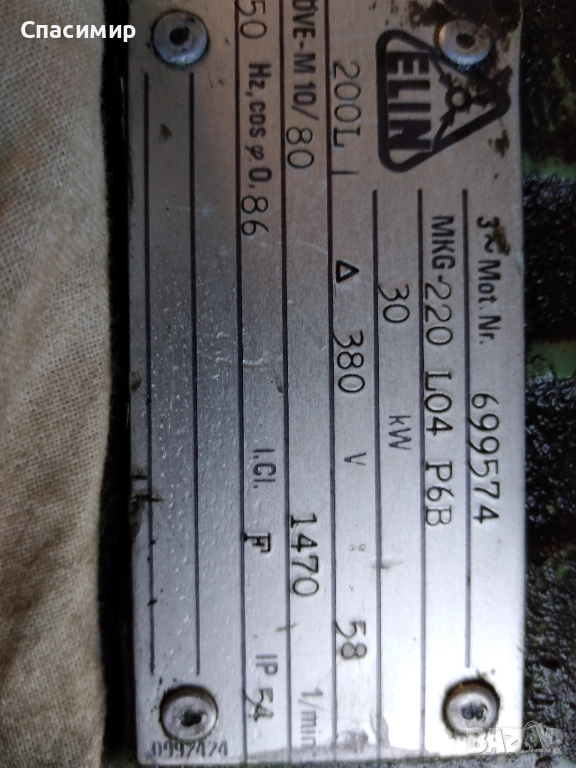 Спасимир
ELIN
3~ Mot. Nr. 699574
MKG-220 L04 P6B
30 kW
200L Δ 380 V 58
ÖVE-M 10/80 1470 1/min
50 Hz, cos φ 0,86 I.Cl. F IP 54
0997474